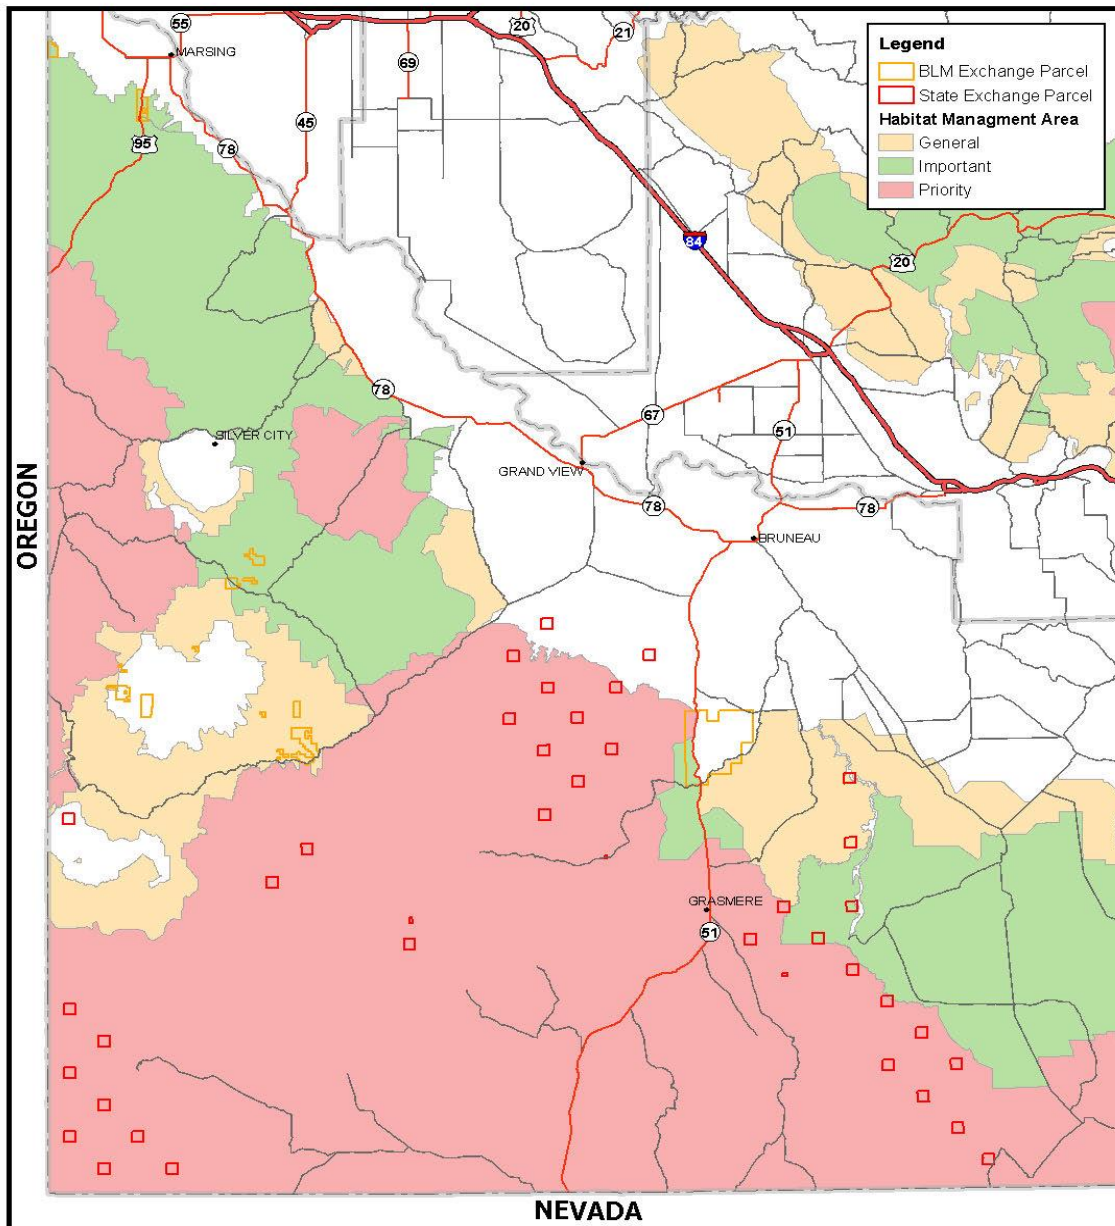 55
20
21
MARSING
69
Legend
BLM Exchange Parcel
State Exchange Parcel
Habitat Managment Area
General
Important
Priority
45
95
78
84
20
78
67
51
SILVER CITY
GRAND VIEW
78
78
BRUNEAU
OREGON
GRASMERE
51
NEVADA